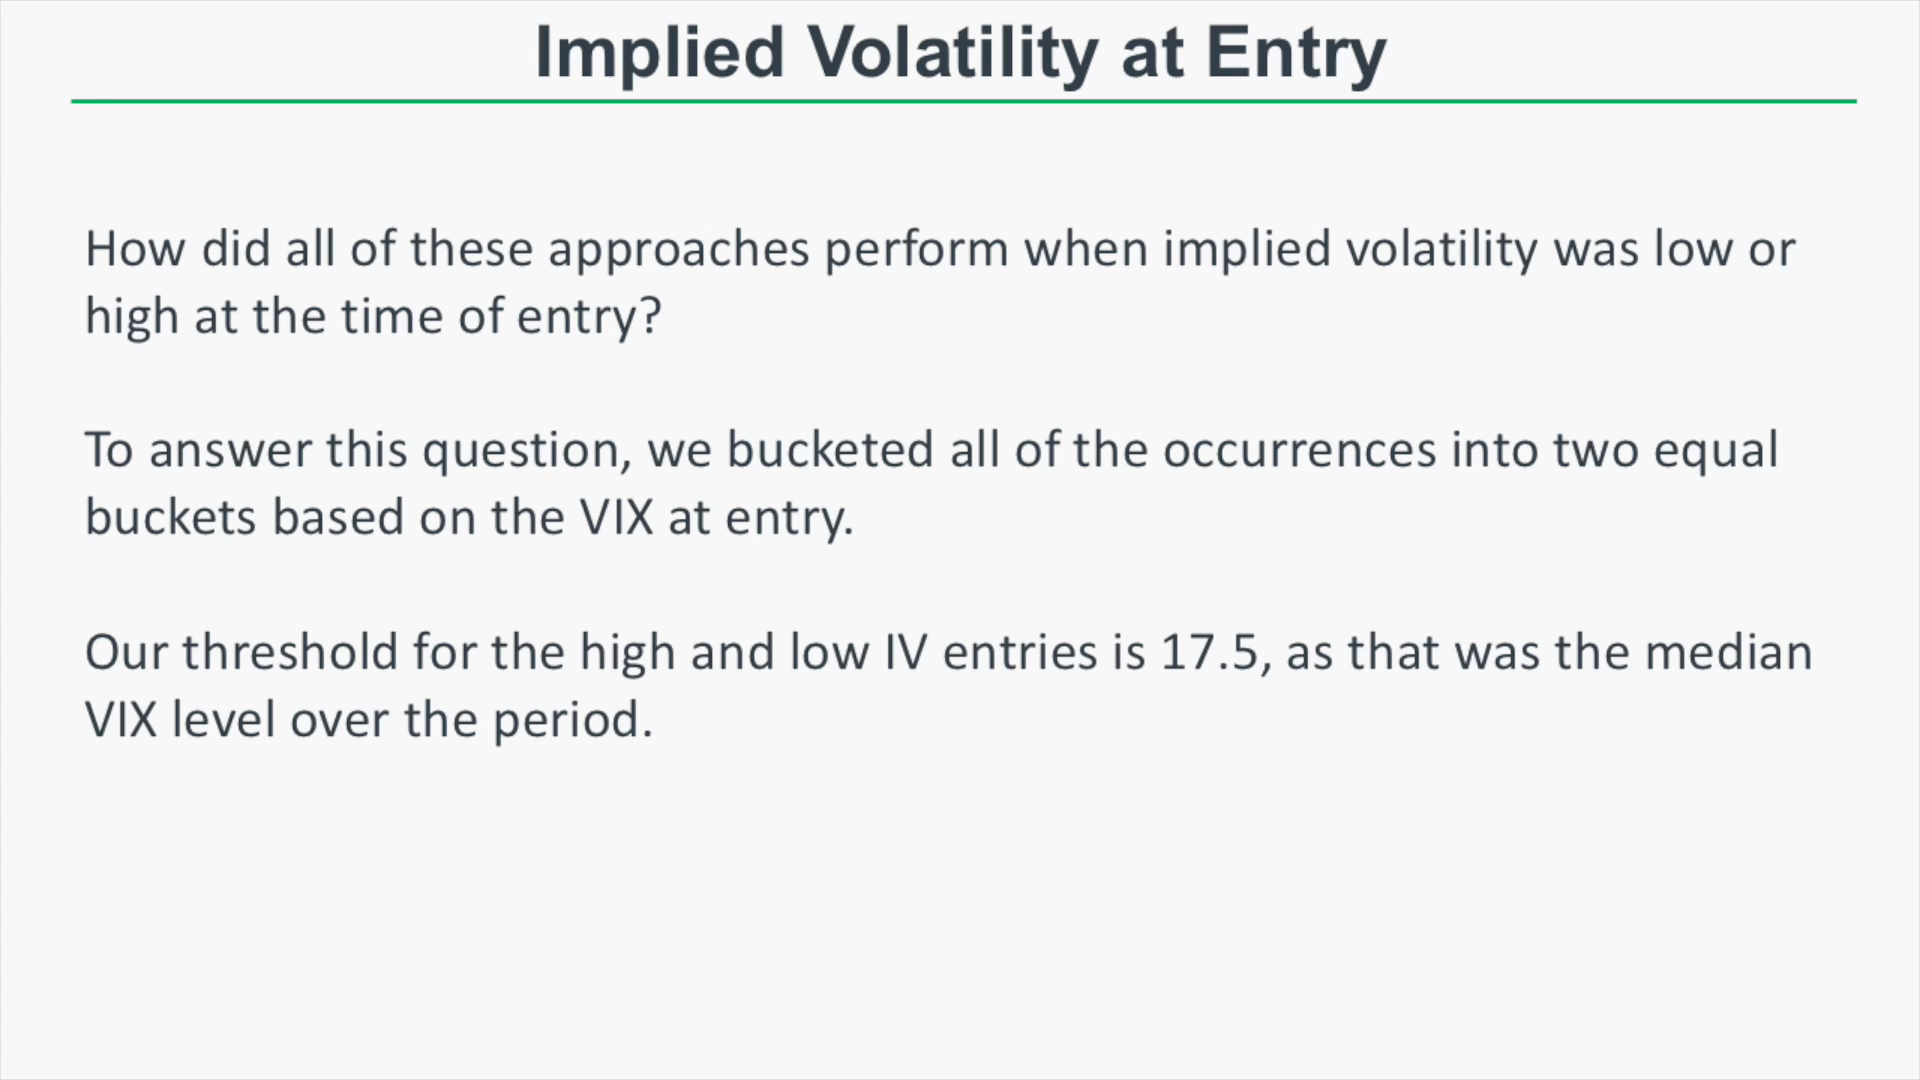 Implied Volatility at Entry
How did all of these approaches perform when implied volatility was low or
high at the time of entry?
To answer this question, we bucketed all of the occurrences into two equal
buckets based on the VIX at entry.
Our threshold for the high and low IV entries is 17.5, as that was the median
VIX level over the period.